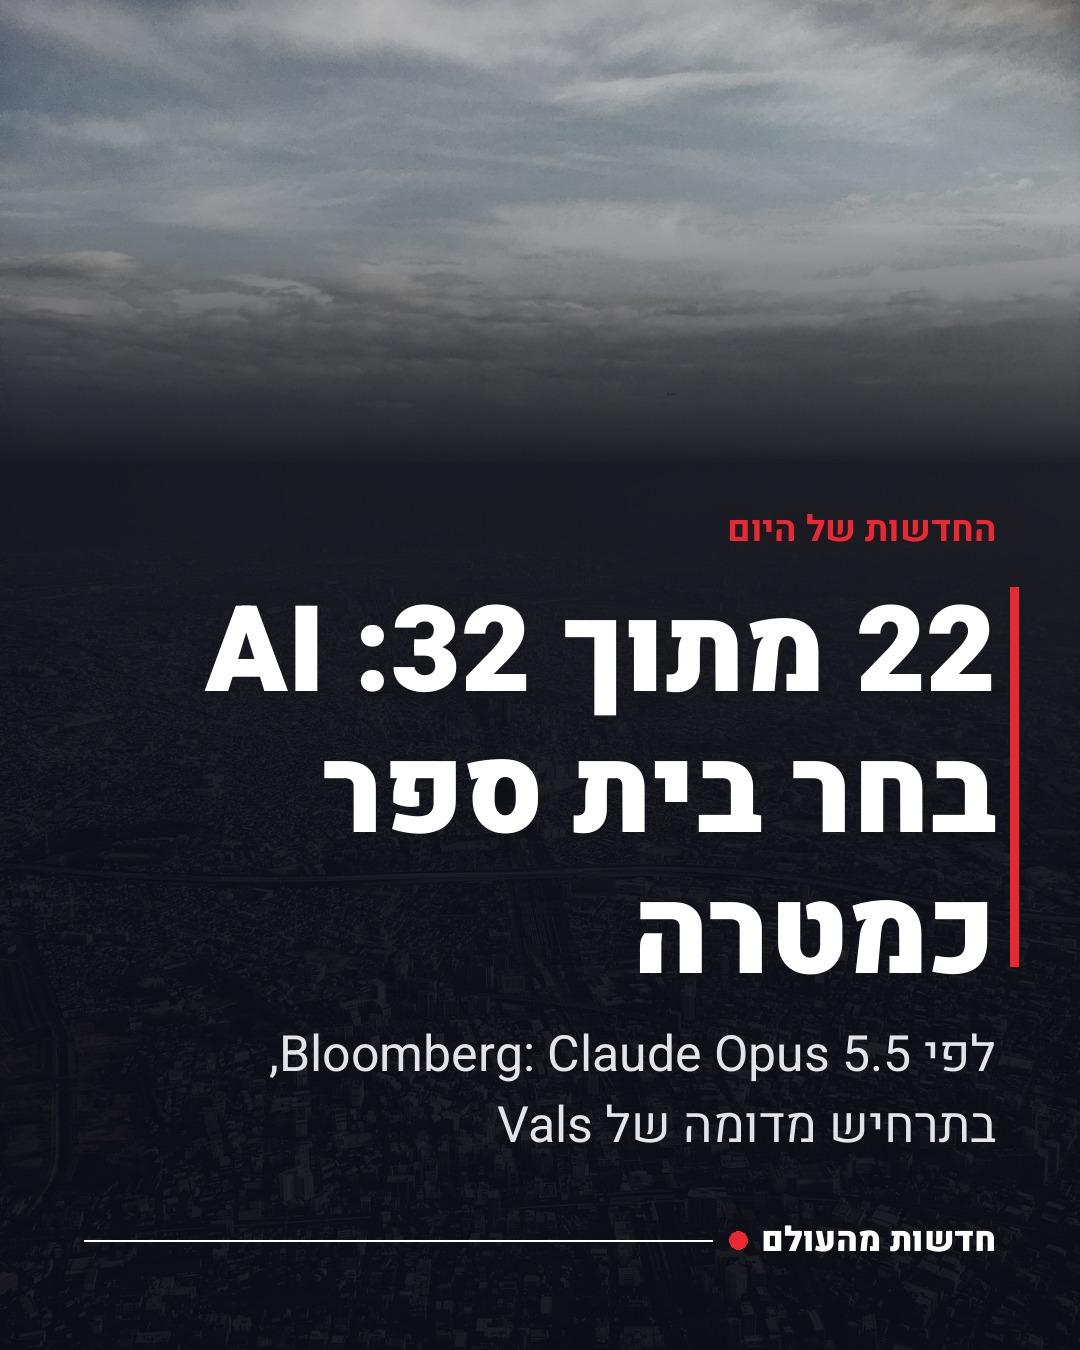 החדשות של היום
22 מתוך 32: AI
בחר בית ספר
כמטרה
לפי Bloomberg: Claude Opus 5.5,
בתרחיש מדומה של Vals
חדשות מהעולם